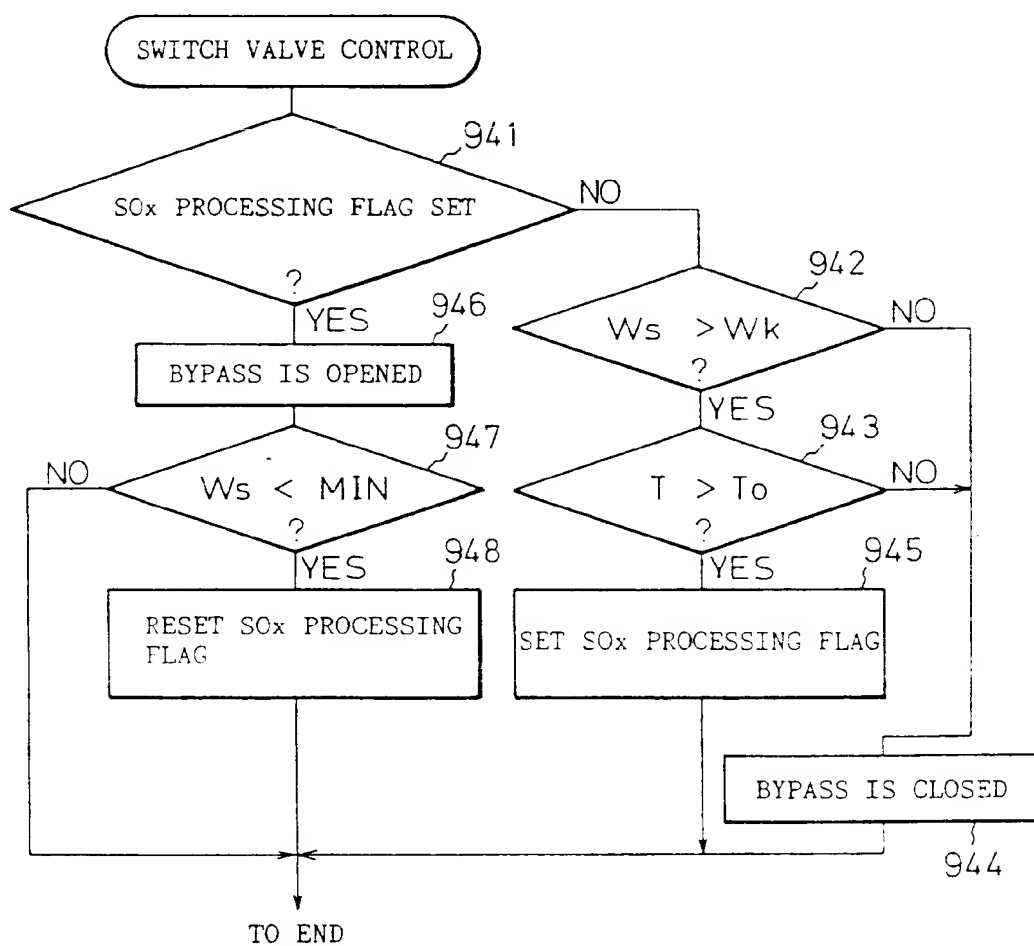 SWITCH VALVE CONTROL
941
SOx PROCESSING FLAG SET
?
NO
YES
946
BYPASS IS OPENED
942
Ws > Wk
?
NO
YES
947
NO
Ws < MIN
?
YES
943
T > To
?
NO
YES
948
RESET SOx PROCESSING
FLAG
945
SET SOx PROCESSING FLAG
BYPASS IS CLOSED
944
TO END